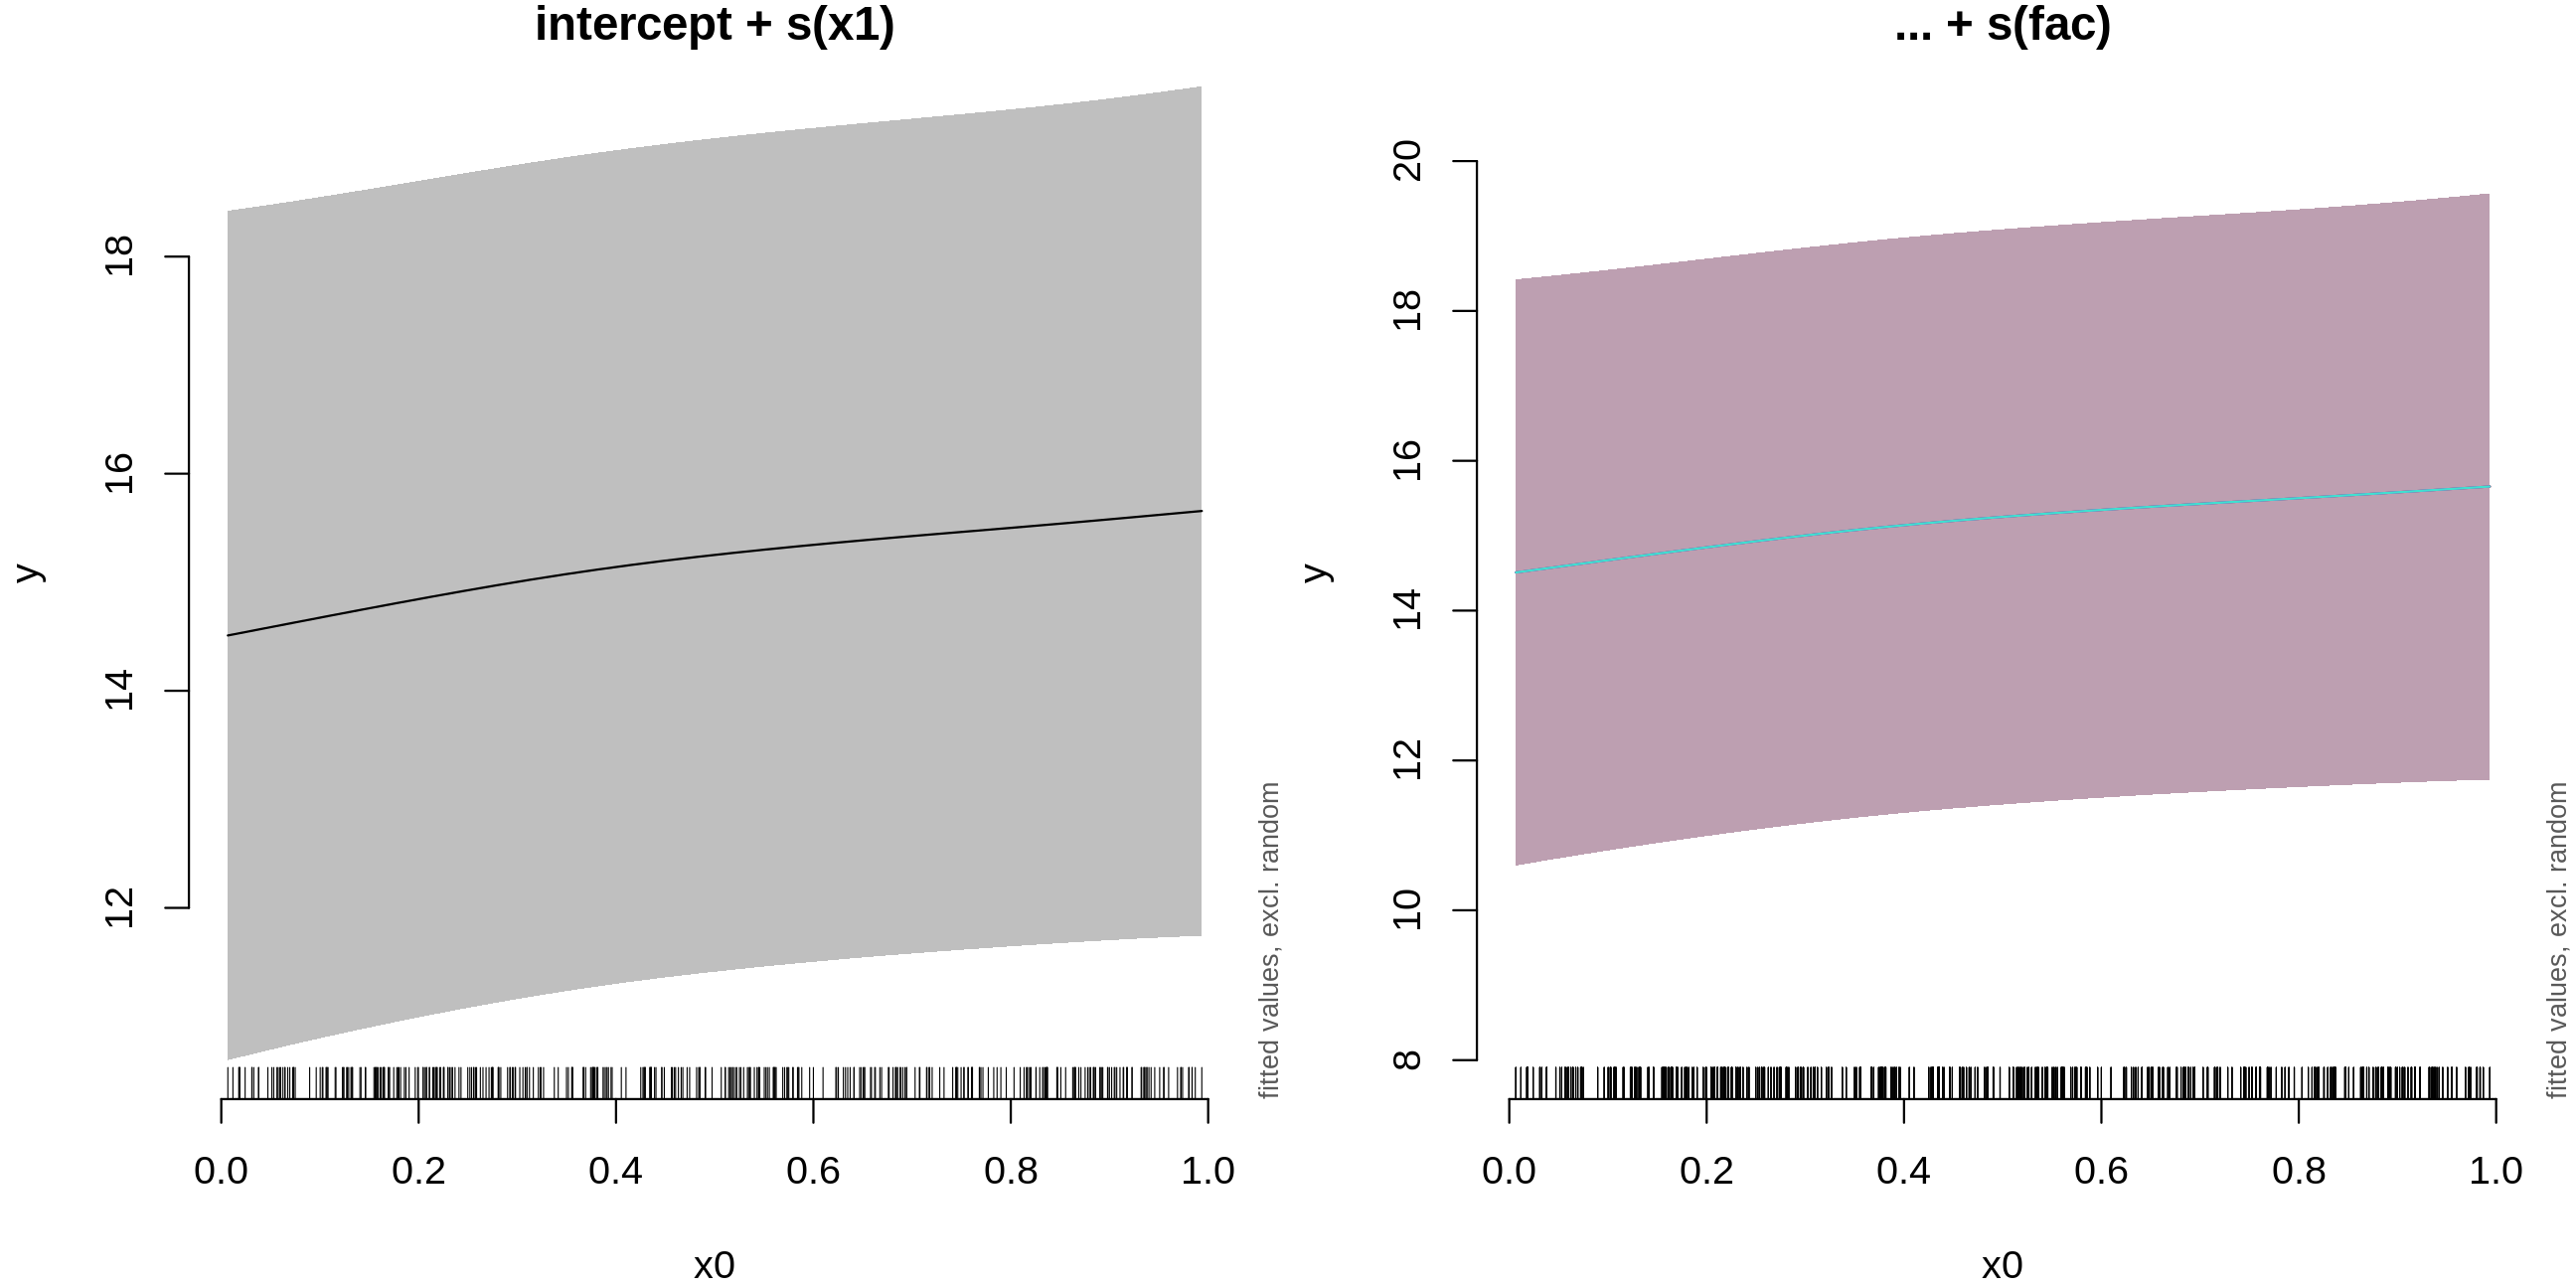 intercept + s(x1)
y
18
16
14
12
0.0 0.2 0.4 0.6 0.8 1.0
x0
fitted values, excl. random
... + s(fac)
y
20
18
16
14
12
10
8
0.0 0.2 0.4 0.6 0.8 1.0
x0
fitted values, excl. random